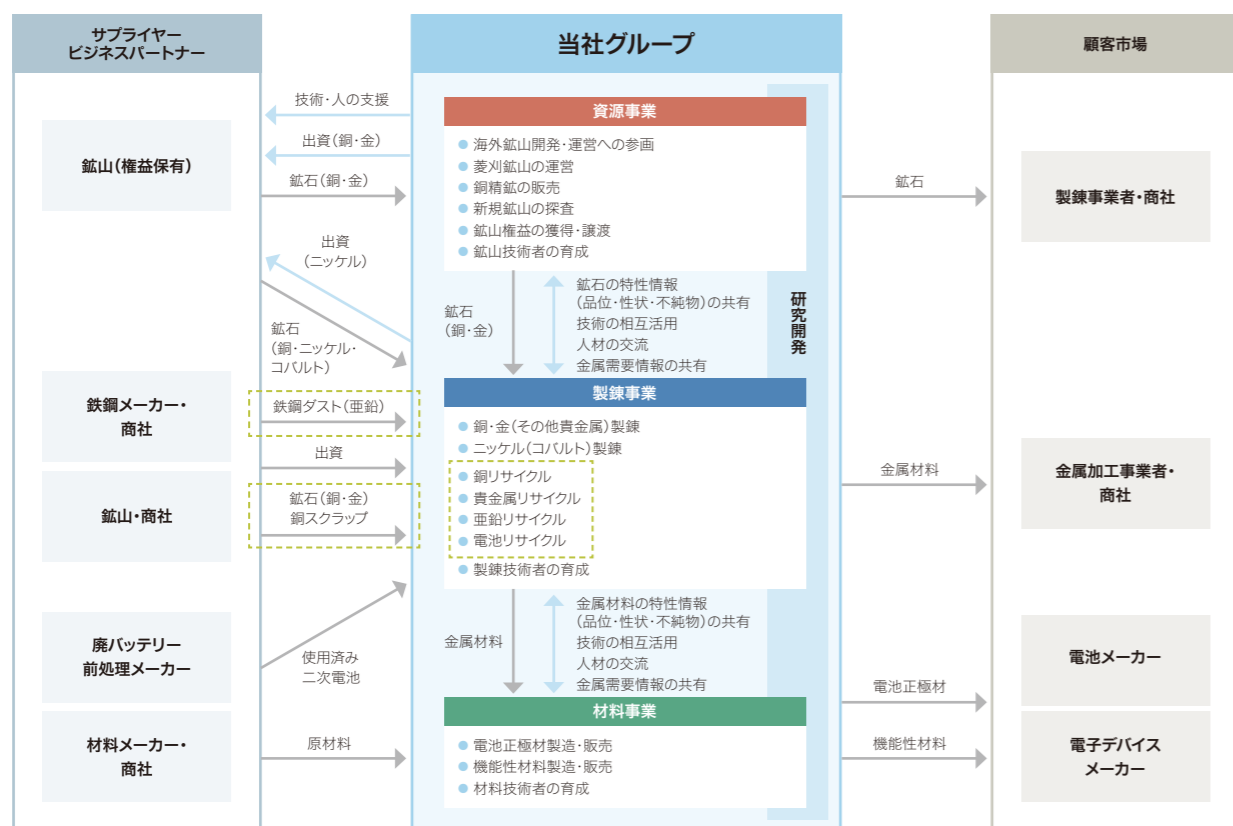 サプライヤー
ビジネスパートナー
当社グループ
顧客市場
鉱山(権益保有)
鉄鋼メーカー・
商社
鉱山・商社
廃バッテリー
前処理メーカー
材料メーカー・
商社
技術・人の支援
出資(銅・金)
鉱石(銅・金)
出資
(ニッケル)
鉱石
(銅・ニッケル・
コバルト)
鉄鋼ダスト(亜鉛)
出資
鉱石(銅・金)
銅スクラップ
使用済み
二次電池
原材料
資源事業
● 海外鉱山開発・運営への参画
● 菱刈鉱山の運営
● 銅精鉱の販売
● 新規鉱山の探査
● 鉱山権益の獲得・譲渡
● 鉱山技術者の育成
鉱石
(銅・金)
鉱石の特性情報
(品位・性状・不純物)の共有
技術の相互活用
人材の交流
金属需要情報の共有
製錬事業
● 銅・金(その他貴金属)製錬
● ニッケル(コバルト)製錬
● 銅リサイクル
● 貴金属リサイクル
● 亜鉛リサイクル
● 電池リサイクル
● 製錬技術者の育成
金属材料
金属材料の特性情報
(品位・性状・不純物)の共有
技術の相互活用
人材の交流
金属需要情報の共有
材料事業
● 電池正極材製造・販売
● 機能性材料製造・販売
● 材料技術者の育成
研究開発
鉱石
金属材料
電池正極材
機能性材料
製錬事業者・商社
金属加工事業者・
商社
電池メーカー
電子デバイス
メーカー